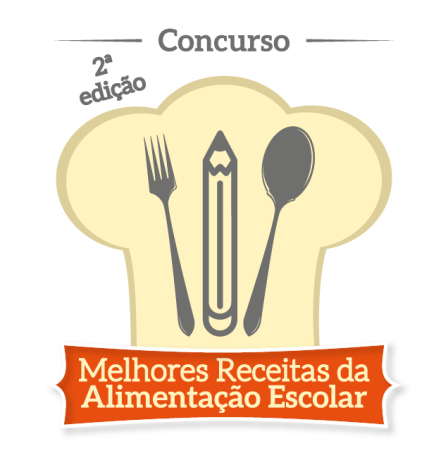 Concurso
2ª
edição
Melhores Receitas da
Alimentação Escolar